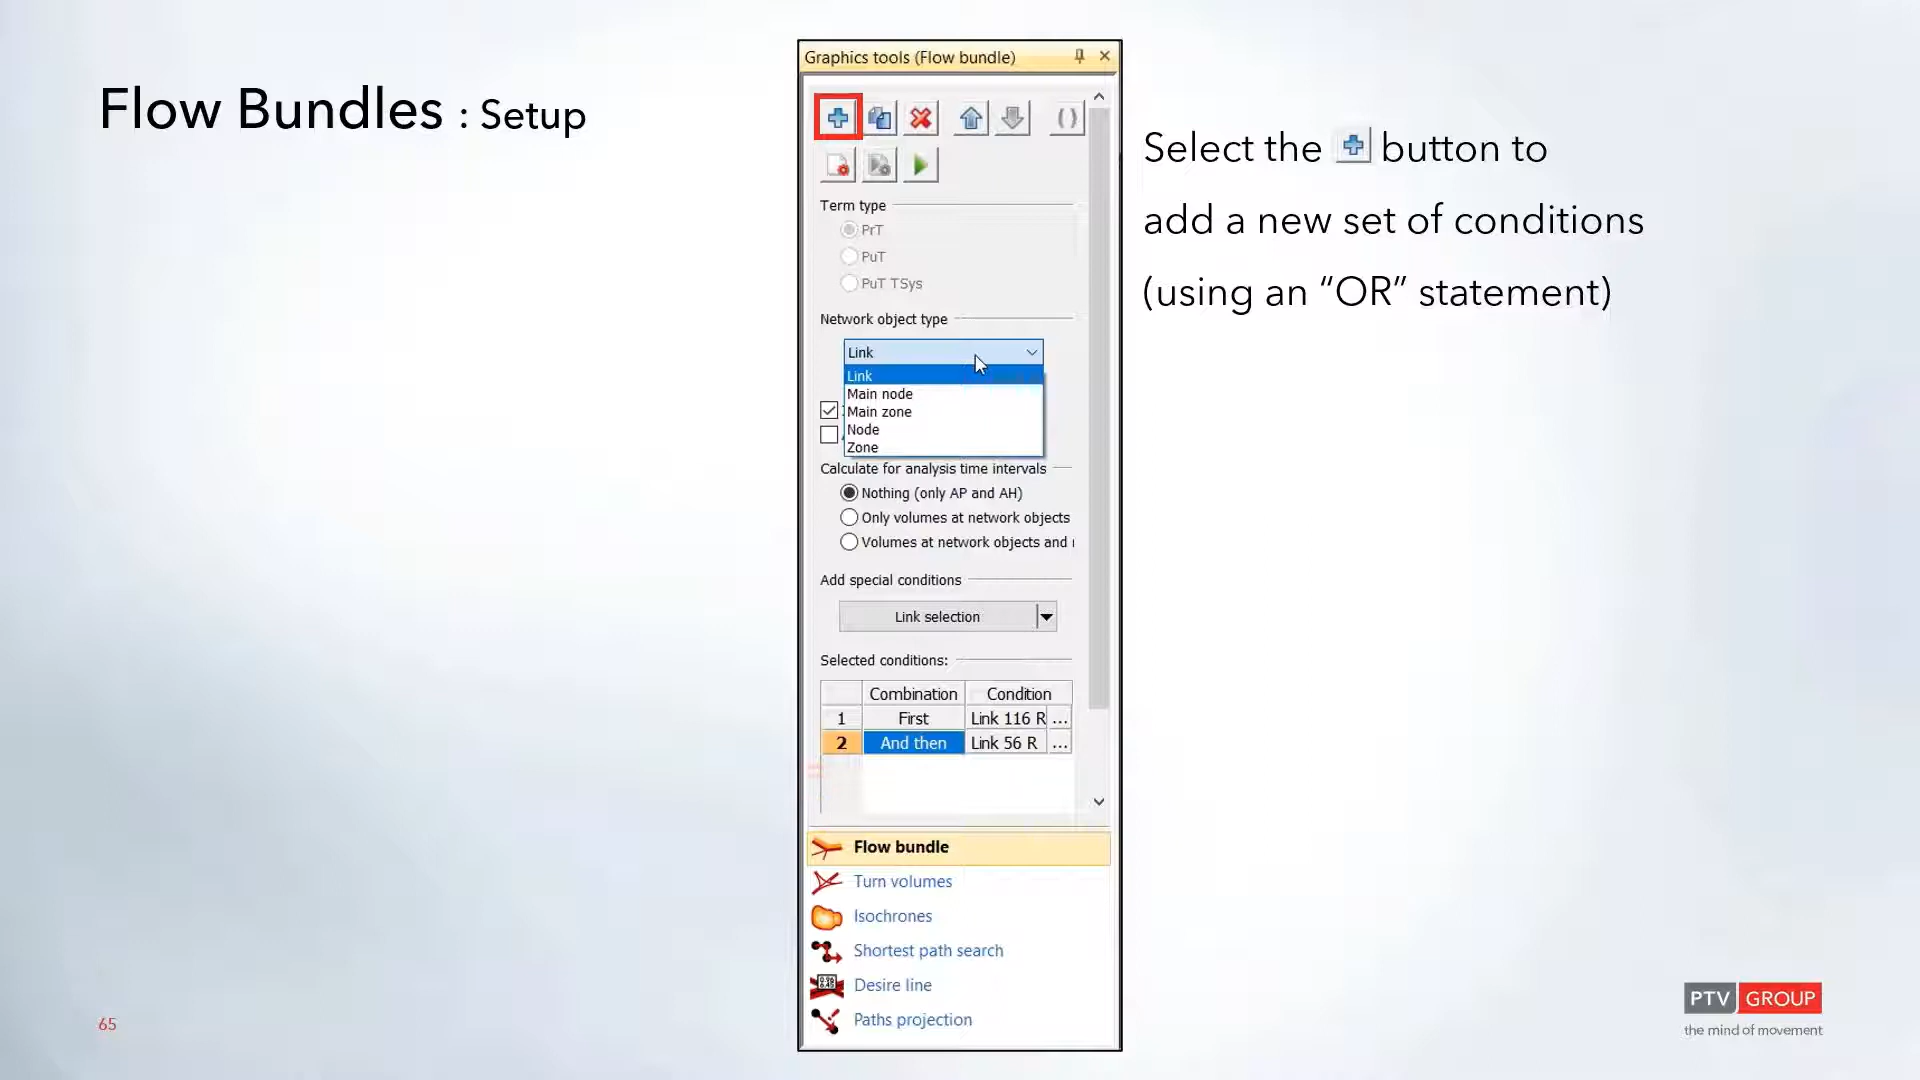 Flow Bundles : Setup
Graphics tools (Flow bundle)
Term type
PrT
PuT
PuT TSys
Network object type
Link
Link
Main node
Main zone
Node
Zone
Calculate for analysis time intervals
Nothing (only AP and AH)
Only volumes at network objects
Volumes at network objects and
Add special conditions
Link selection
Selected conditions:
Combination Condition
1 First Link 116 R ...
2 And then Link 56 R ...
Flow bundle
Turn volumes
Isochrones
Shortest path search
Desire line
Paths projection
Select the button to
add a new set of conditions
(using an “OR” statement)
65
PTV GROUP
the mind of movement